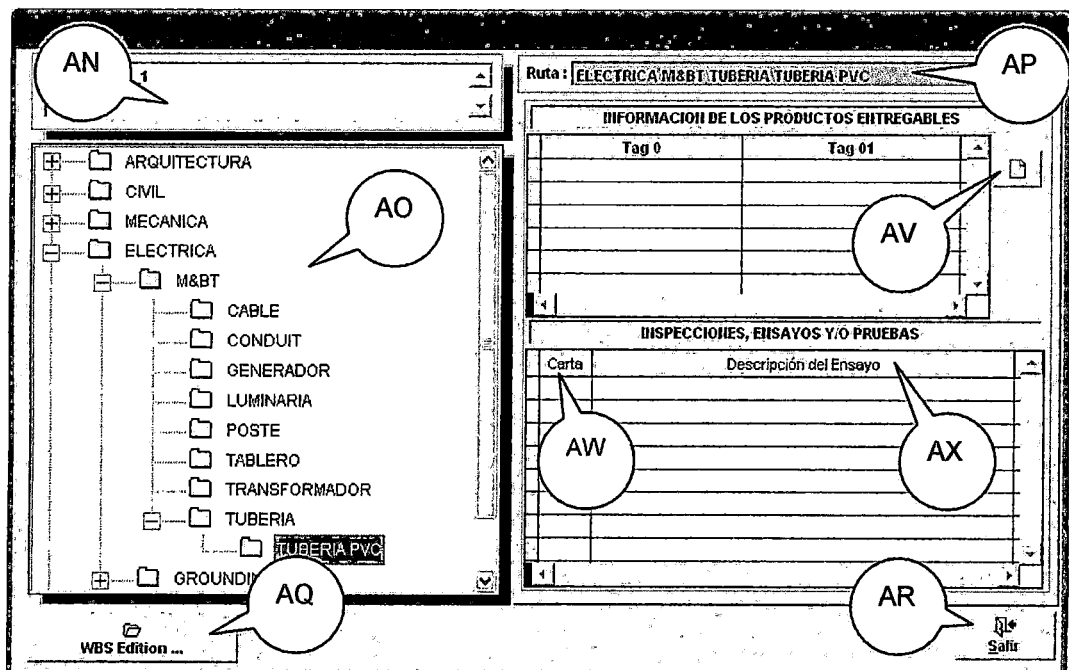 AN
1
Ruta : ELECTRICA M&BT TUBERIA TUBERIA PVC
AP
ARQUITECTURA
CIVIL
MECANICA
ELECTRICA
M&BT
CABLE
CONDUIT
GENERADOR
LUMINARIA
POSTE
TABLERO
TRANSFORMADOR
TUBERIA
TUBERIA PVC
AO
AQ
WBS Edition ...
INFORMACION DE LOS PRODUCTOS ENTREGABLES
Tag 0 Tag 01
AV
INSPECCIONES, ENSAYOS Y/O PRUEBAS
Carta Descripción del Ensayo
AW
AX
AR
Salir